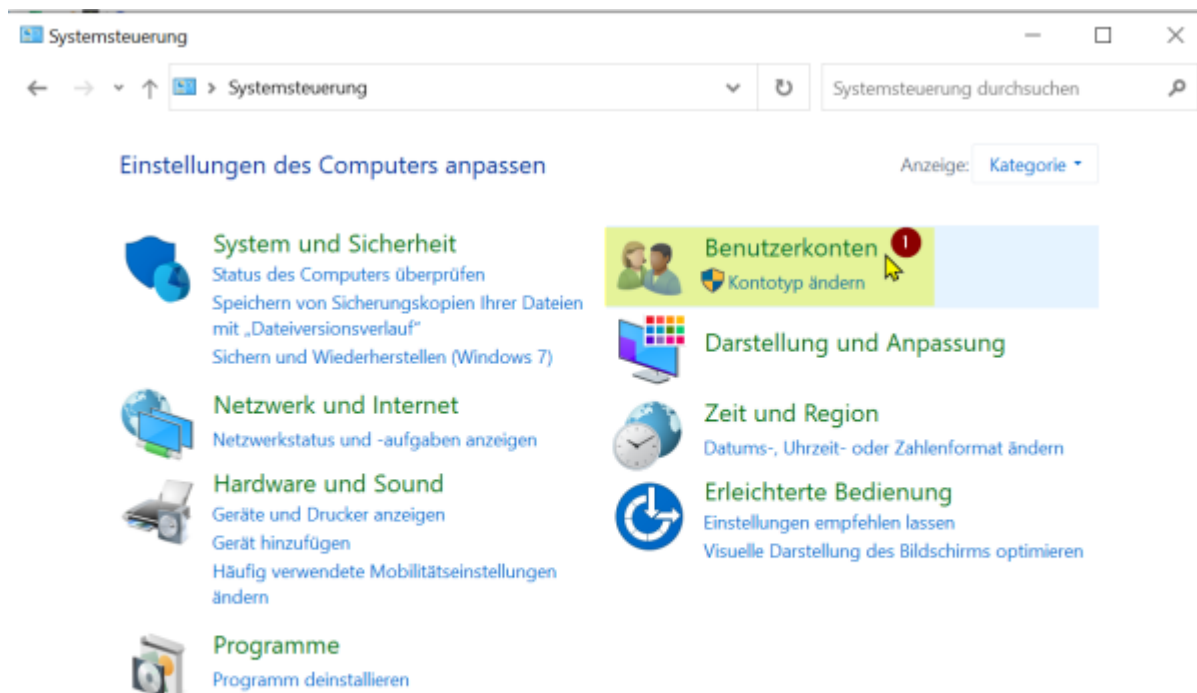 Systemsteuerung
Systemsteuerung
Systemsteuerung durchsuchen
Einstellungen des Computers anpassen
Anzeige: Kategorie
System und Sicherheit
Status des Computers überprüfen
Speichern von Sicherungskopien Ihrer Dateien
mit „Dateiversionsverlauf“
Sichern und Wiederherstellen (Windows 7)
Netzwerk und Internet
Netzwerkstatus und -aufgaben anzeigen
Hardware und Sound
Geräte und Drucker anzeigen
Gerät hinzufügen
Häufig verwendete Mobilitätseinstellungen
ändern
Programme
Programm deinstallieren
Benutzerkonten 1
Kontotyp ändern
Darstellung und Anpassung
Zeit und Region
Datums-, Uhrzeit- oder Zahlenformat ändern
Erleichterte Bedienung
Einstellungen empfehlen lassen
Visuelle Darstellung des Bildschirms optimieren